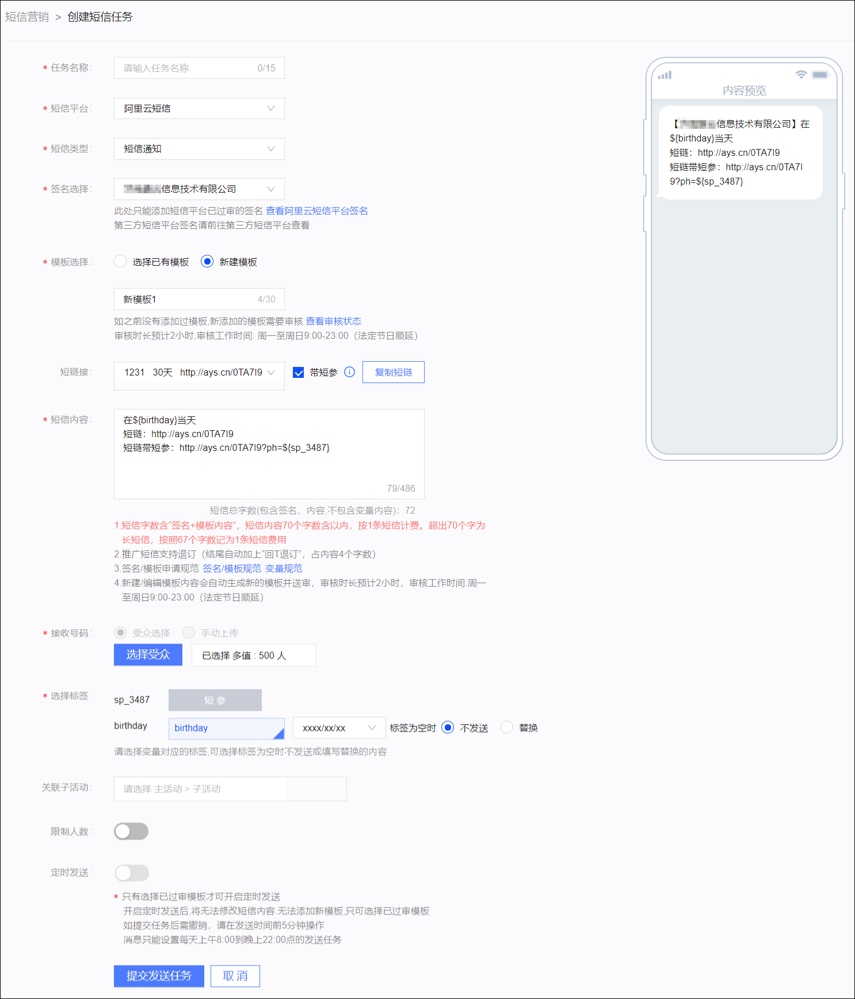 短信营销 > 创建短信任务
* 任务名称: 请输入任务名称 0/15
* 短信平台: 阿里云短信
* 短信类型: 短信通知
* 签名选择: 信息技术有限公司
此处只能添加短信平台已过审的签名 查看阿里云短信平台签名
第三方短信平台签名请前往第三方短信平台查看
* 模板选择: 选择已有模板 新建模板
新模板1 4/30
如之前没有添加过模板,新添加的模板需要审核 查看审核状态
审核时长预计2小时,审核工作时间: 周一至周日9:00-23:00（法定节日顺延）
短链接: 1231 30天 http://ays.cn/0TA7I9 带短参 复制短链
* 短信内容: 在${birthday}当天
短链：http://ays.cn/0TA7I9
短链带短参：http://ays.cn/0TA7I9?ph=${sp_3487}
79/486
短信总字数(包含签名、内容,不包含变量内容)：72
1.短信字数含“签名+模板内容”，短信内容70个字数含以内，按1条短信计费。超出70个字为
长短信，按照67个字数记为1条短信费用
2.推广短信支持退订（结尾自动加上“回T退订”，占内容4个字数）
3.签名/模板申请规范 签名/模板规范 变量规范
4.新建/编辑模板内容会自动生成新的模板并送审，审核时长预计2小时，审核工作时间:周一
至周日9:00-23:00（法定节日顺延）
* 接收号码: 受众选择 手动上传
选择受众 已选择 多值 : 500 人
* 选择标签: sp_3487 短 参
birthday birthday xxxx/xx/xx 标签为空时 不发送 替换
请选择变量对应的标签,可选择标签为空时不发送或填写替换的内容
关联子活动: 请选择 主活动 > 子活动
限制人数:
定时发送:
* 只有选择已过审模板才可开启定时发送
开启定时发送后,将无法修改短信内容.无法添加新模板,只可选择已过审模板
如提交任务后需撤销，请在发送时间前5分钟操作
消息只能设置每天上午8:00到晚上22:00点的发送任务
提交发送任务 取 消
内容预览
【信息技术有限公司】在
${birthday}当天
短链：http://ays.cn/0TA7I9
短链带短参：http://ays.cn/0TA7I
9?ph=${sp_3487}